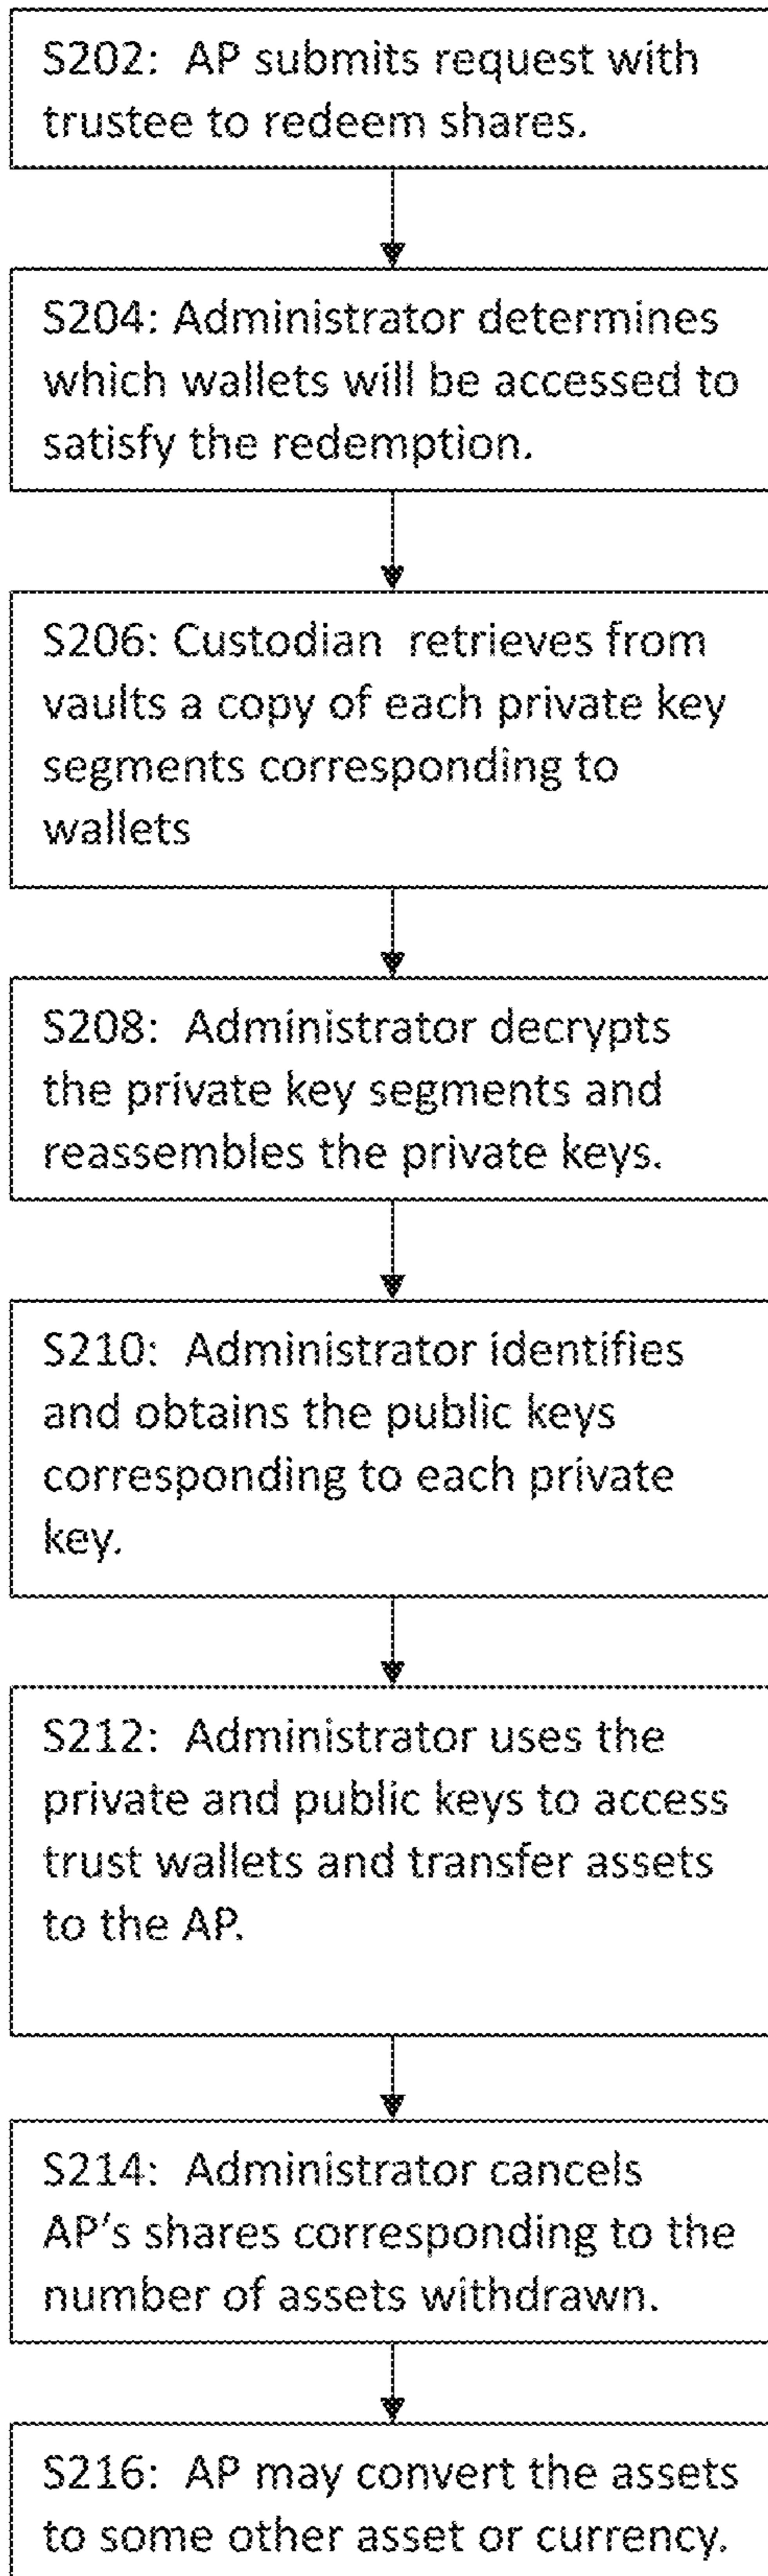 S202: AP submits request with
trustee to redeem shares.
S204: Administrator determines
which wallets will be accessed to
satisfy the redemption.
S206: Custodian retrieves from
vaults a copy of each private key
segments corresponding to
wallets
S208: Administrator decrypts
the private key segments and
reassembles the private keys.
S210: Administrator identifies
and obtains the public keys
corresponding to each private
key.
S212: Administrator uses the
private and public keys to access
trust wallets and transfer assets
to the AP.
S214: Administrator cancels
AP's shares corresponding to the
number of assets withdrawn.
S216: AP may convert the assets
to some other asset or currency.